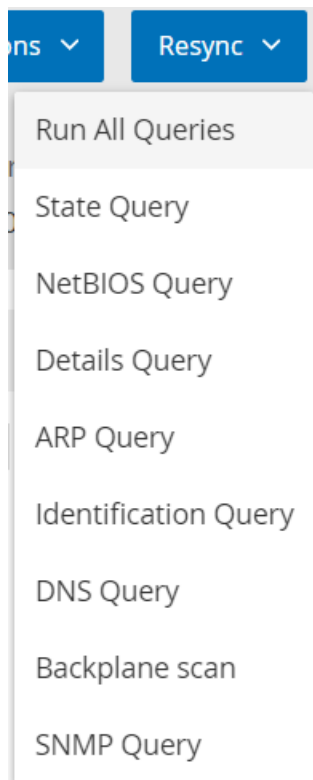 ons Resync
Run All Queries
State Query
NetBIOS Query
Details Query
ARP Query
Identification Query
DNS Query
Backplane scan
SNMP Query